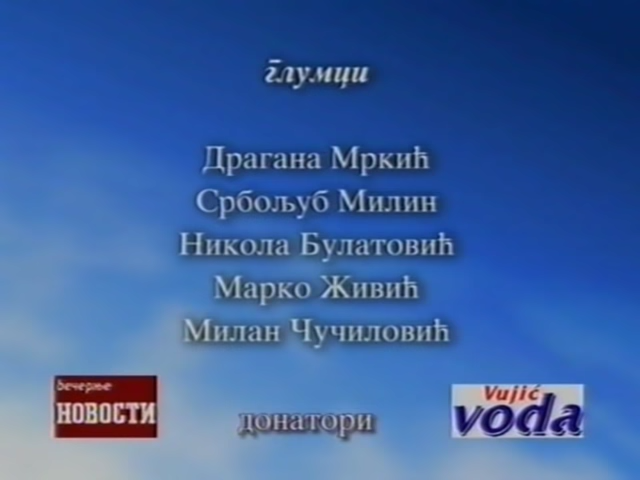 глумци
Драгана Мркић
Србољуб Милин
Никола Булатовић
Марко Живић
Милан Чучиловић
вечерње
НОВОСТИ
донатори
Vujić
voda